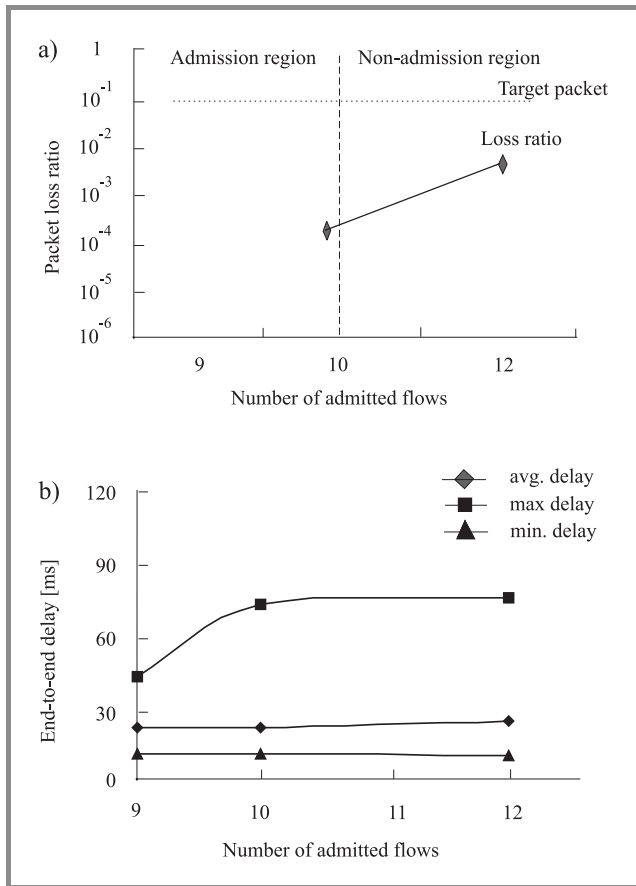 a)
1
Admission region Non-admission region
10-1
Target packet
10-2
Loss ratio
10-3
10-4
10-5
10-6
Packet loss ratio
9 10 12
Number of admitted flows
avg. delay
max delay
min. delay
b)
120
90
60
30
0
End-to-end delay [ms]
9 10 11 12
Number of admitted flows